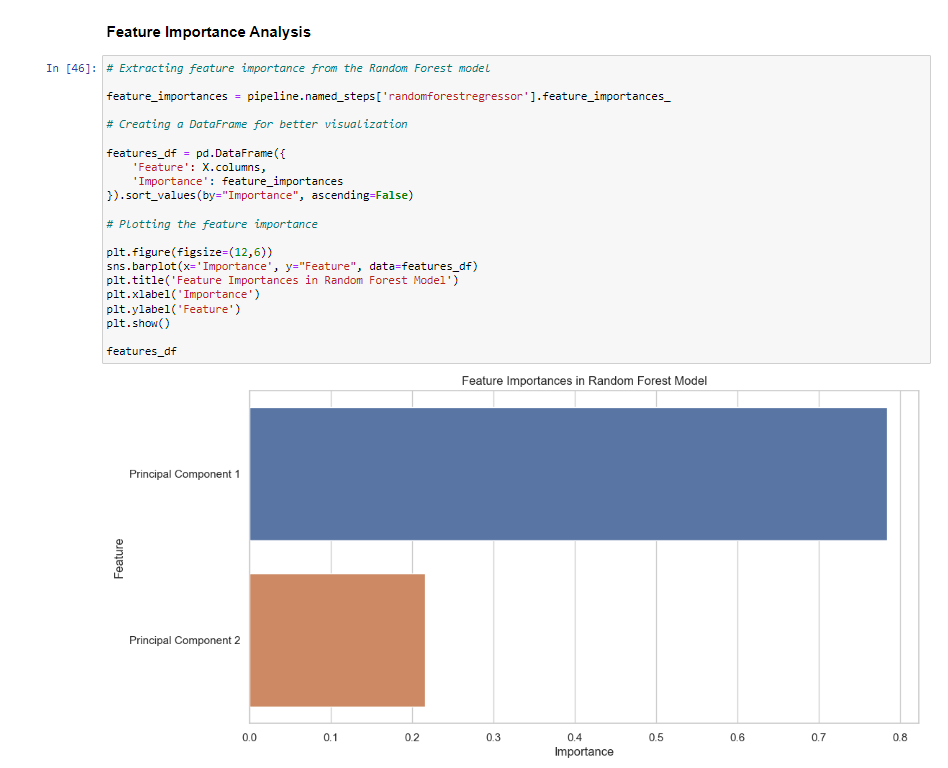 Feature Importance Analysis
In [46]: # Extracting feature importance from the Random Forest model
feature_importances = pipeline.named_steps['randomforestregressor'].feature_importances_
# Creating a DataFrame for better visualization
features_df = pd.DataFrame({
    'Feature': X.columns,
    'Importance': feature_importances
}).sort_values(by="Importance", ascending=False)
# Plotting the feature importance
plt.figure(figsize=(12,6))
sns.barplot(x='Importance', y="Feature", data=features_df)
plt.title('Feature Importances in Random Forest Model')
plt.xlabel('Importance')
plt.ylabel('Feature')
plt.show()
features_df
Feature Importances in Random Forest Model
Principal Component 1
Feature
Principal Component 2
0.0 0.1 0.2 0.3 0.4 0.5 0.6 0.7 0.8
Importance